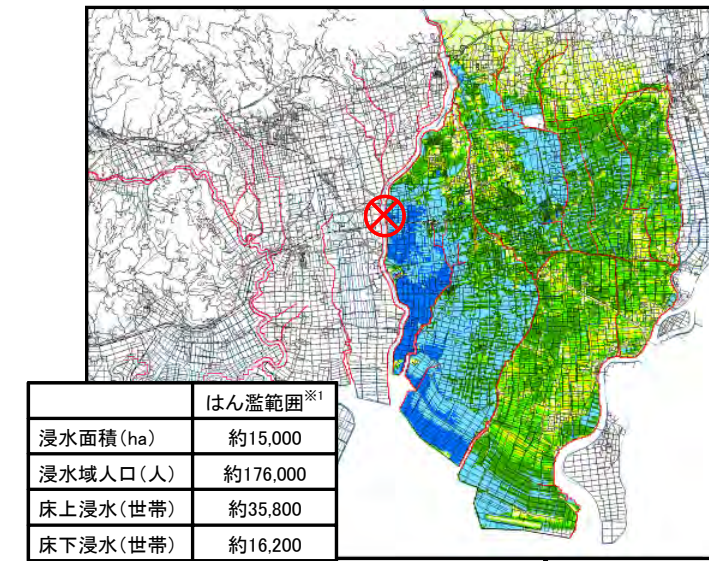 はん濫範囲※1
浸水面積(ha) 約15,000
浸水域人口(人) 約176,000
床上浸水(世帯) 約35,800
床下浸水(世帯) 約16,200